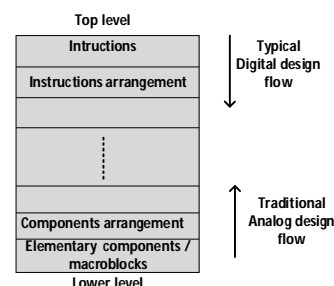 Top level
Intructions
Instructions arrangement
Components arrangement
Elementary components /
macroblocks
Lower level
Typical
Digital design
flow
Traditional
Analog design
flow